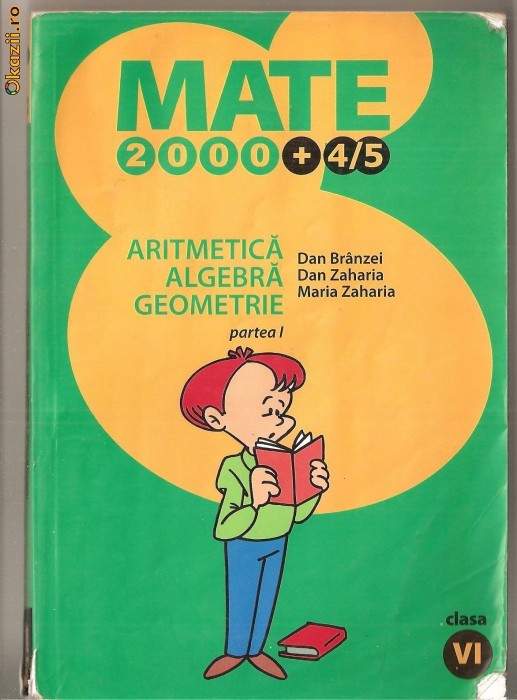 Okazii.ro
MATE
2000+4/5
ARITMETICĂ
ALGEBRĂ
GEOMETRIE
partea I
Dan Brânzei
Dan Zaharia
Maria Zaharia
clasa
VI